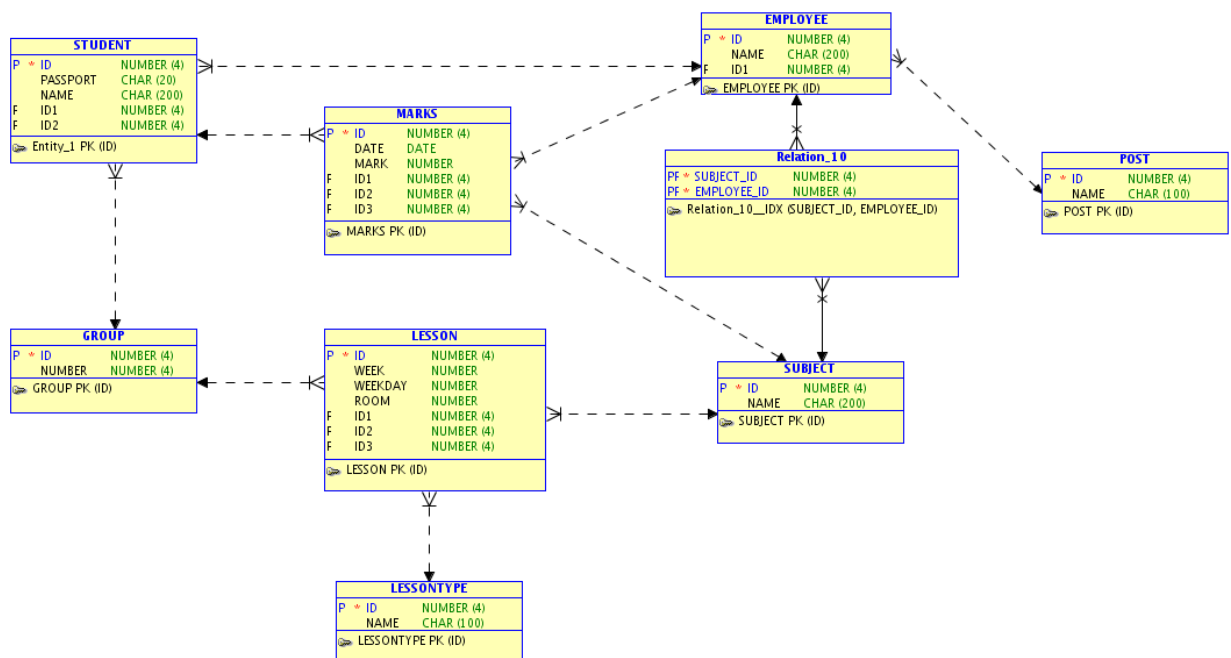 STUDENT
P * ID NUMBER (4)
PASSPORT CHAR (20)
NAME CHAR (200)
F ID1 NUMBER (4)
F ID2 NUMBER (4)
Entity_1 PK (ID)
EMPLOYEE
P * ID NUMBER (4)
NAME CHAR (200)
F ID1 NUMBER (4)
EMPLOYEE PK (ID)
MARKS
P * ID NUMBER (4)
DATE DATE
MARK NUMBER
F ID1 NUMBER (4)
F ID2 NUMBER (4)
F ID3 NUMBER (4)
MARKS PK (ID)
Relation_10
PF * SUBJECT_ID NUMBER (4)
PF * EMPLOYEE_ID NUMBER (4)
Relation_10__IDX (SUBJECT_ID, EMPLOYEE_ID)
POST
P * ID NUMBER (4)
NAME CHAR (100)
POST PK (ID)
GROUP
P * ID NUMBER (4)
NUMBER NUMBER (4)
GROUP PK (ID)
LESSON
P * ID NUMBER (4)
WEEK NUMBER
WEEKDAY NUMBER
ROOM NUMBER
F ID1 NUMBER (4)
F ID2 NUMBER (4)
F ID3 NUMBER (4)
LESSON PK (ID)
SUBJECT
P * ID NUMBER (4)
NAME CHAR (200)
SUBJECT PK (ID)
LESSONTYPE
P * ID NUMBER (4)
NAME CHAR (100)
LESSONTYPE PK (ID)